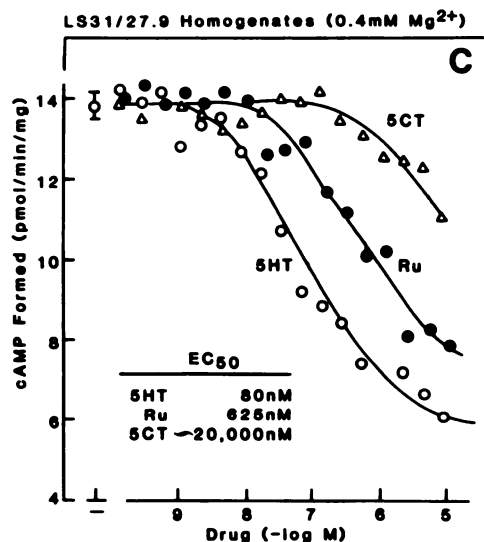 LS31/27.9 Homogenates (0.4mM Mg2+)
C
cAMP Formed (pmol/min/mg)
14
12
10
8
6
4
5CT
Ru
5HT
EC50
5HT 80nM
Ru 625nM
5CT ~20,000nM
– 9 8 7 6 5
Drug (-log M)